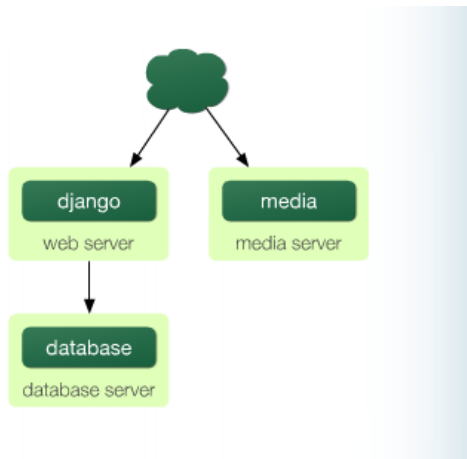 django
web server
media
media server
database
database server